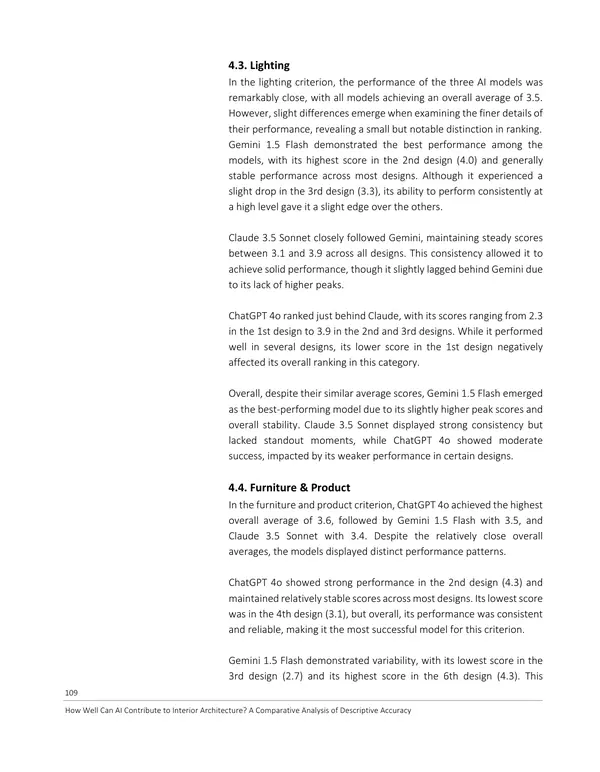 4.3. Lighting
In the lighting criterion, the performance of the three AI models was
remarkably close, with all models achieving an overall average of 3.5.
However, slight differences emerge when examining the finer details of
their performance, revealing a small but notable distinction in ranking.
Gemini 1.5 Flash demonstrated the best performance among the
models, with its highest score in the 2nd design (4.0) and generally
stable performance across most designs. Although it experienced a
slight drop in the 3rd design (3.3), its ability to perform consistently at
a high level gave it a slight edge over the others.
Claude 3.5 Sonnet closely followed Gemini, maintaining steady scores
between 3.1 and 3.9 across all designs. This consistency allowed it to
achieve solid performance, though it slightly lagged behind Gemini due
to its lack of higher peaks.
ChatGPT 4o ranked just behind Claude, with its scores ranging from 2.3
in the 1st design to 3.9 in the 2nd and 3rd designs. While it performed
well in several designs, its lower score in the 1st design negatively
affected its overall ranking in this category.
Overall, despite their similar average scores, Gemini 1.5 Flash emerged
as the best-performing model due to its slightly higher peak scores and
overall stability. Claude 3.5 Sonnet displayed strong consistency but
lacked standout moments, while ChatGPT 4o showed moderate
success, impacted by its weaker performance in certain designs.
4.4. Furniture & Product
In the furniture and product criterion, ChatGPT 4o achieved the highest
overall average of 3.6, followed by Gemini 1.5 Flash with 3.5, and
Claude 3.5 Sonnet with 3.4. Despite the relatively close overall
averages, the models displayed distinct performance patterns.
ChatGPT 4o showed strong performance in the 2nd design (4.3) and
maintained relatively stable scores across most designs. Its lowest score
was in the 4th design (3.1), but overall, its performance was consistent
and reliable, making it the most successful model for this criterion.
Gemini 1.5 Flash demonstrated variability, with its lowest score in the
3rd design (2.7) and its highest score in the 6th design (4.3). This
109
How Well Can AI Contribute to Interior Architecture? A Comparative Analysis of Descriptive Accuracy